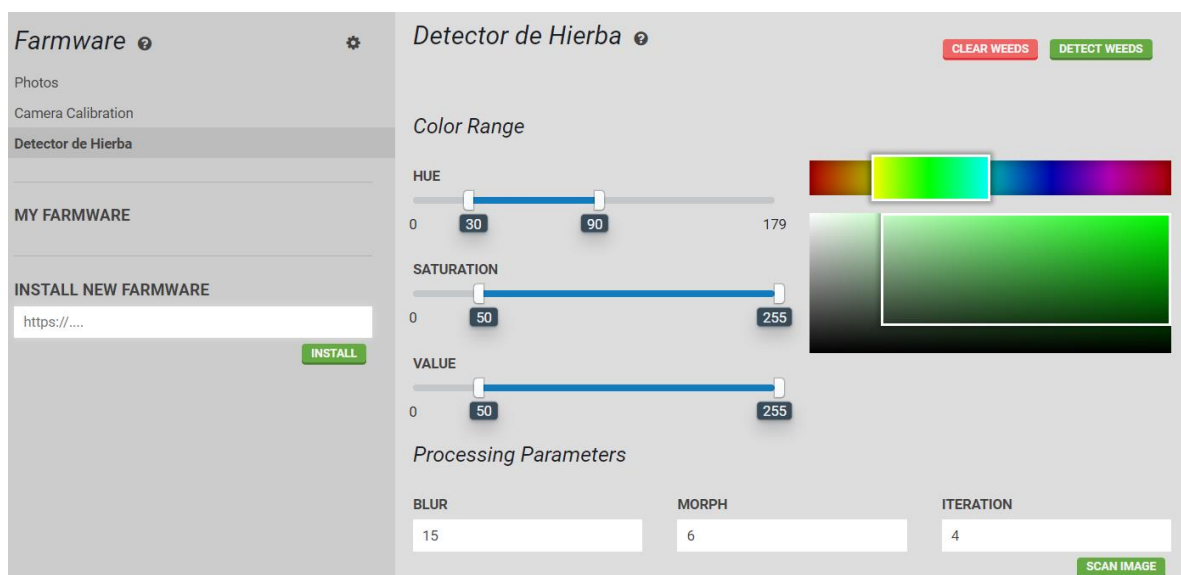 Farmware
Photos
Camera Calibration
Detector de Hierba
MY FARMWARE
INSTALL NEW FARMWARE
https://....
INSTALL
Detector de Hierba
CLEAR WEEDS
DETECT WEEDS
Color Range
HUE
0 30 90 179
SATURATION
0 50 255
VALUE
0 50 255
Processing Parameters
BLUR MORPH ITERATION
15 6 4
SCAN IMAGE